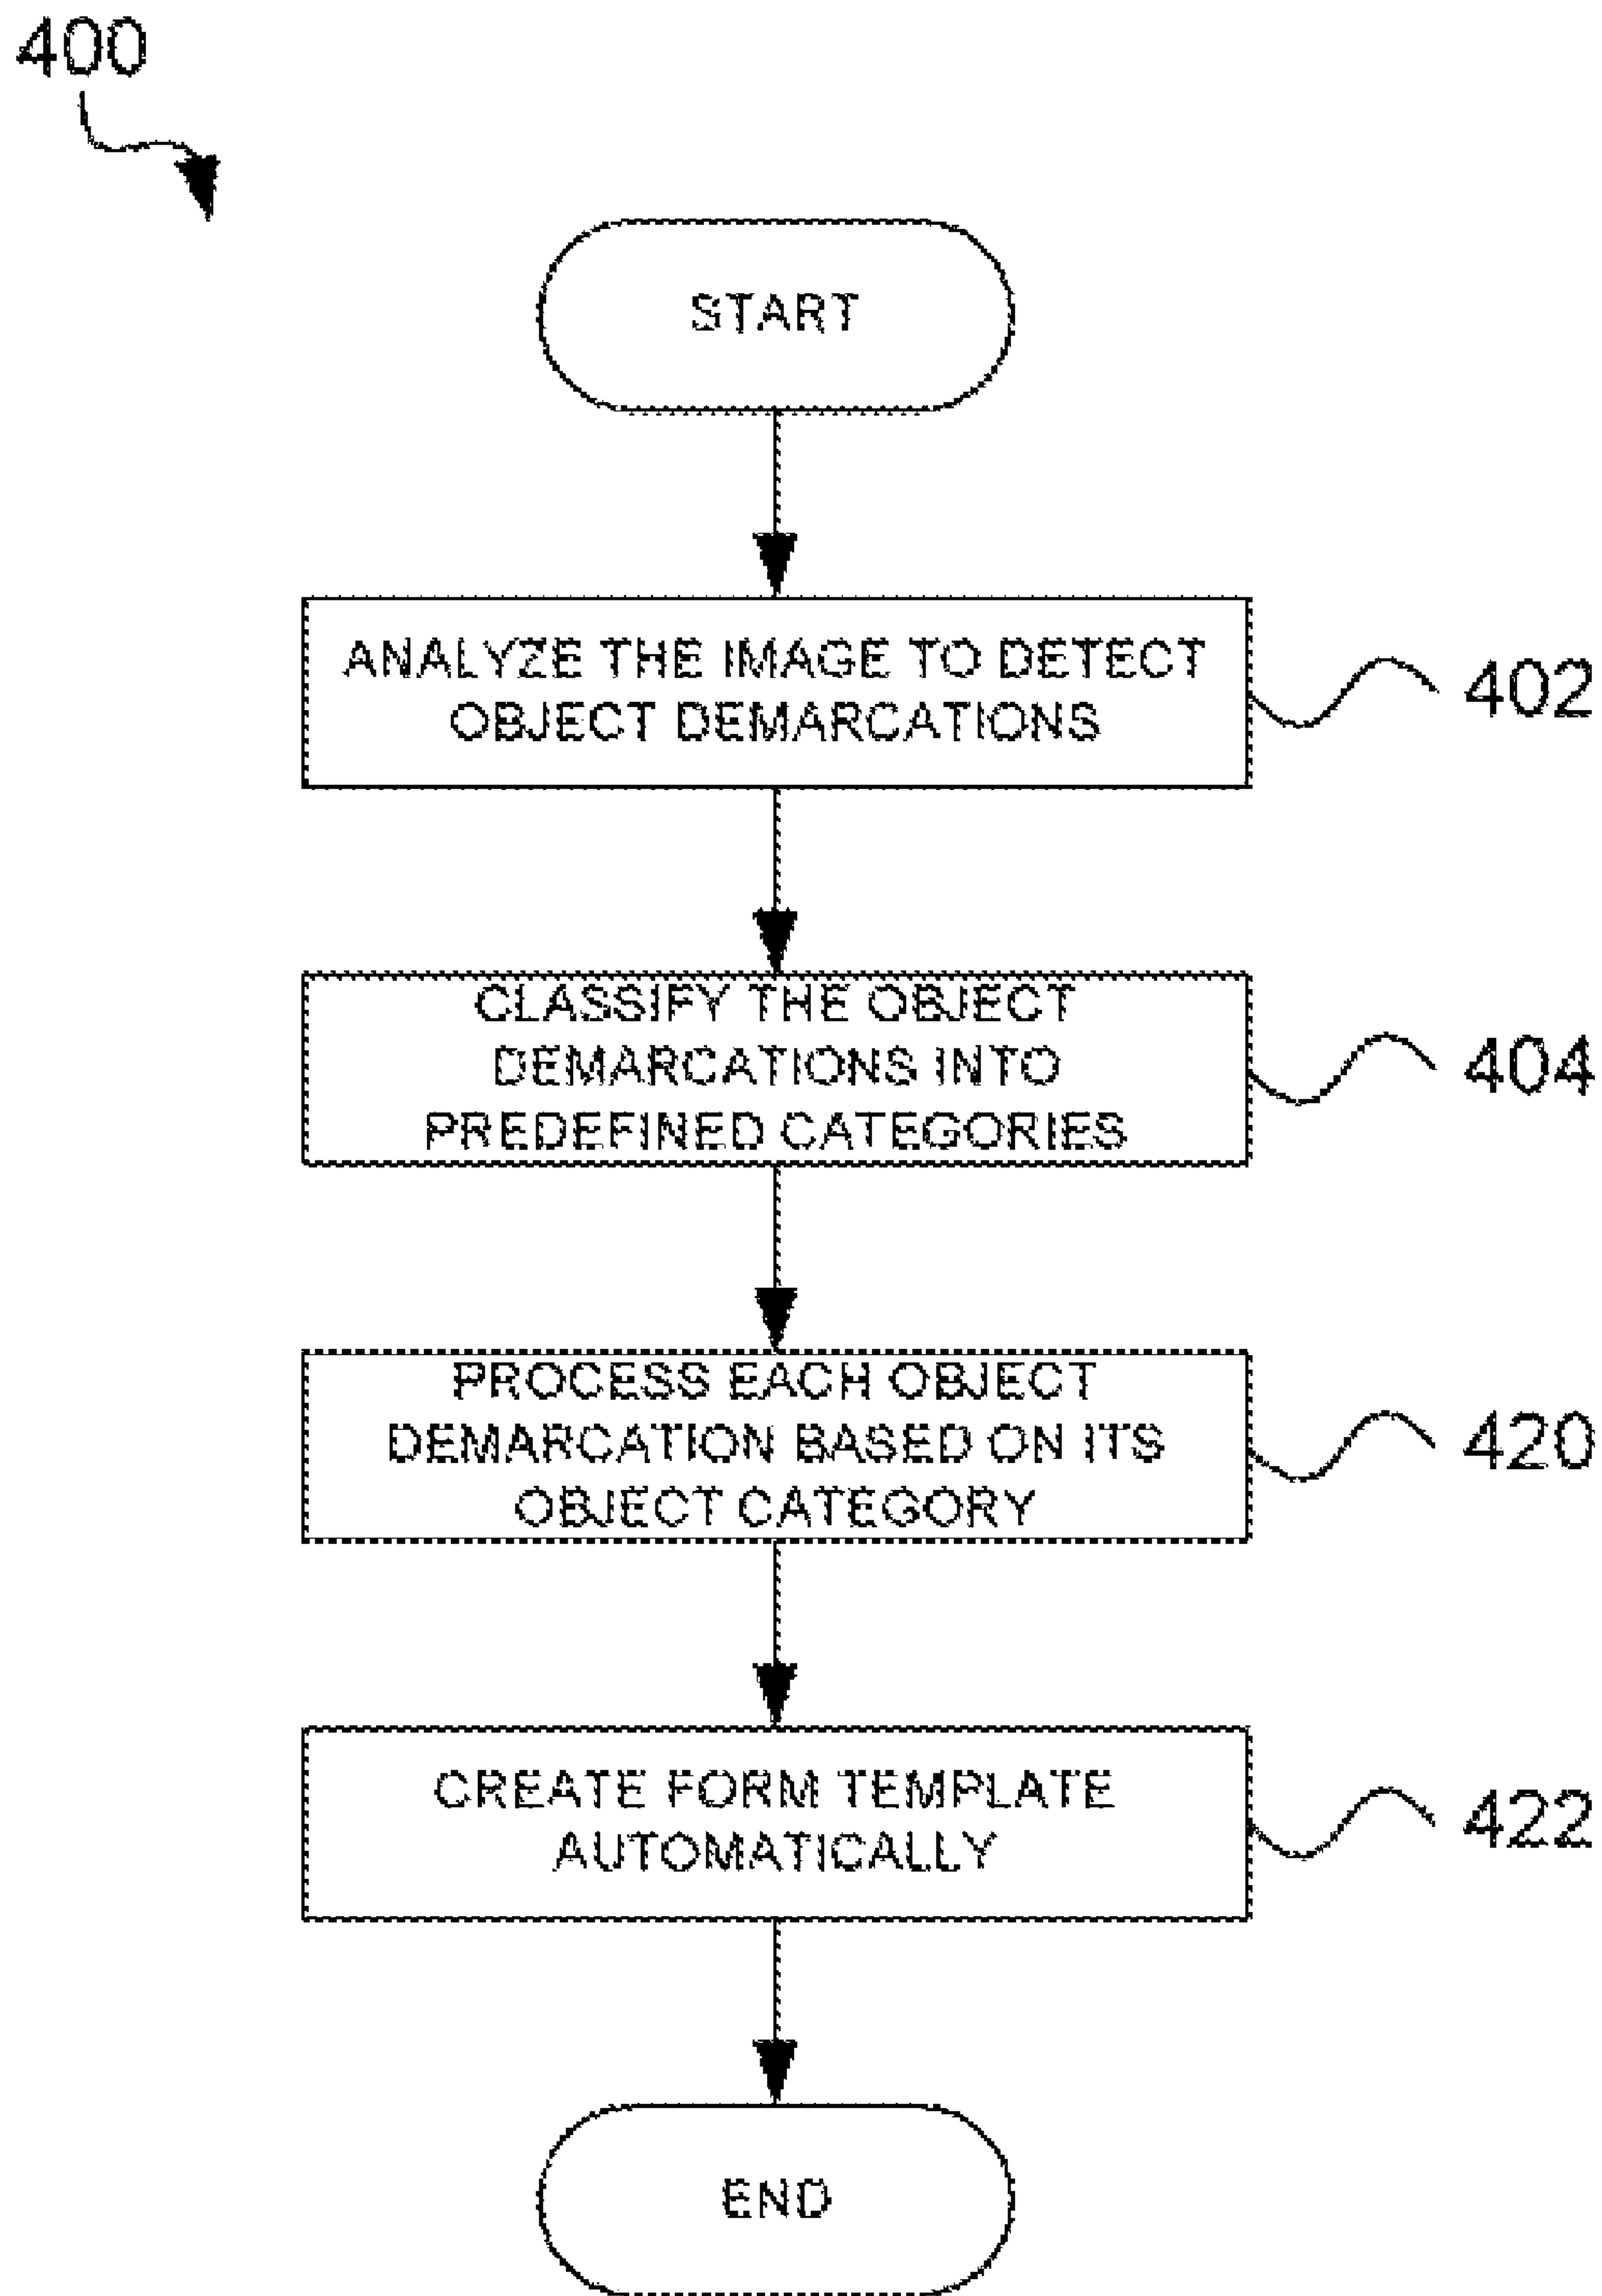 400
START
ANALYZE THE IMAGE TO DETECT
OBJECT DEMARCATIONS
402
CLASSIFY THE OBJECT
DEMARCATIONS INTO
PREDEFINED CATEGORIES
404
PROCESS EACH OBJECT
DEMARCATION BASED ON ITS
OBJECT CATEGORY
420
CREATE FORM TEMPLATE
AUTOMATICALLY
422
END